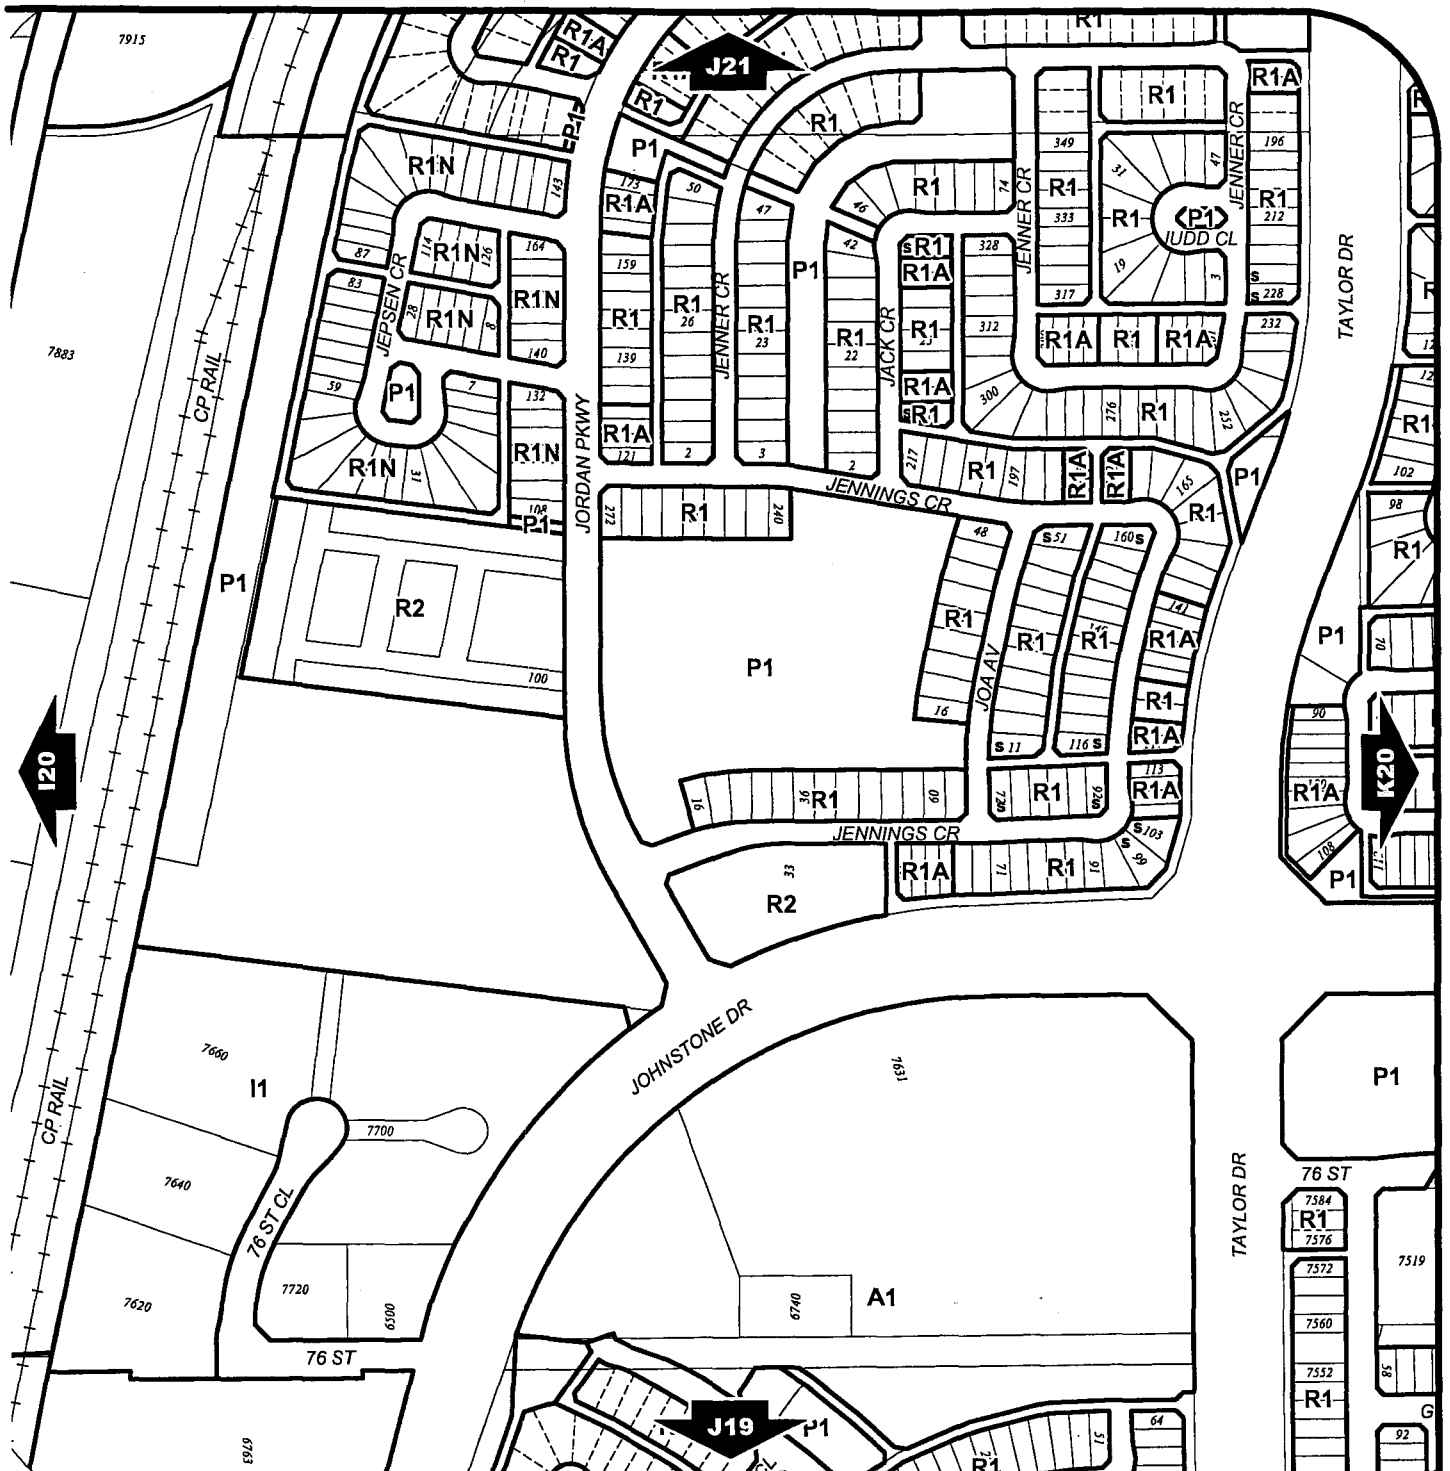 7915
R1A
R1
J21
R1
R1
R1A
R1
EP1
R1
R1
P1
349
196
R1N
143
173
R1A
50
47
46
R1
74
JENNER CR
R1
333
31
47
JENNER CR
R1
212
R1
P1
JUDD CL
19
3
TAYLOR DR
87
114
R1N
126
164
159
42
s R1
R1A
328
83
JEPSEN CR
28
R1N
8
R1N
140
R1
139
R1
26
JENNER CR
R1
23
P1
R1
22
JACK CR
R1
312
317
s
s 228
R1A
R1
R1A
232
7883
CP RAIL
59
P1
7
132
R1A
s R1
300
276
R1
252
R1N
31
R1N
108
P1
JORDAN PKWY
R1A
121
2
3
2
217
R1
197
R1A
R1A
165
R1
P1
R1
102
98
R1
272
R1
240
JENNINGS CR
48
s 51
160 s
P1
R2
100
P1
R1
16
JOA AV
R1
s 11
R1
116 s
141
R1A
R1
R1A
P1
70
90
I20
K20
16
36
R1
60
73 s
R1
92 s
113
R1A
R1A
108
P1
JENNINGS CR
s 103
s 99
33
R2
R1A
71
R1
91
7660
I1
JOHNSTONE DR
7631
P1
CP RAIL
7700
7640
76 ST CL
TAYLOR DR
76 ST
7584
R1
7576
7572
7519
7620
7720
6500
6740
A1
7560
76 ST
7552
R1
58
6763
J19
P1
CL
R1
51
64
G
92